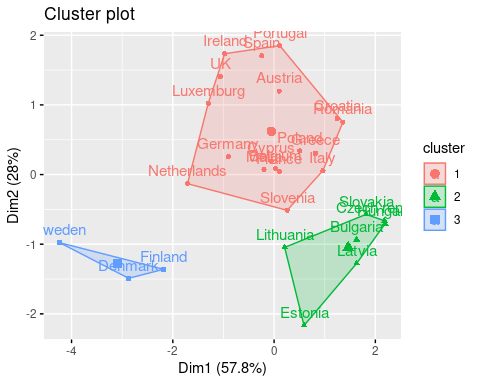 Cluster plot
Portugal
Ireland
Spain
UK
Austria
Luxemburg
Croatia
Romania
Poland
Greece
Germany
Cyprus
Italy
Netherlands
Slovenia
Slovakia
Bulgaria
Lithuania
Latvia
Estonia
weden
Finland
Denmark
2
1
0
-1
-2
-4
-2
0
2
Dim1 (57.8%)
Dim2 (28%)
cluster
1
2
3